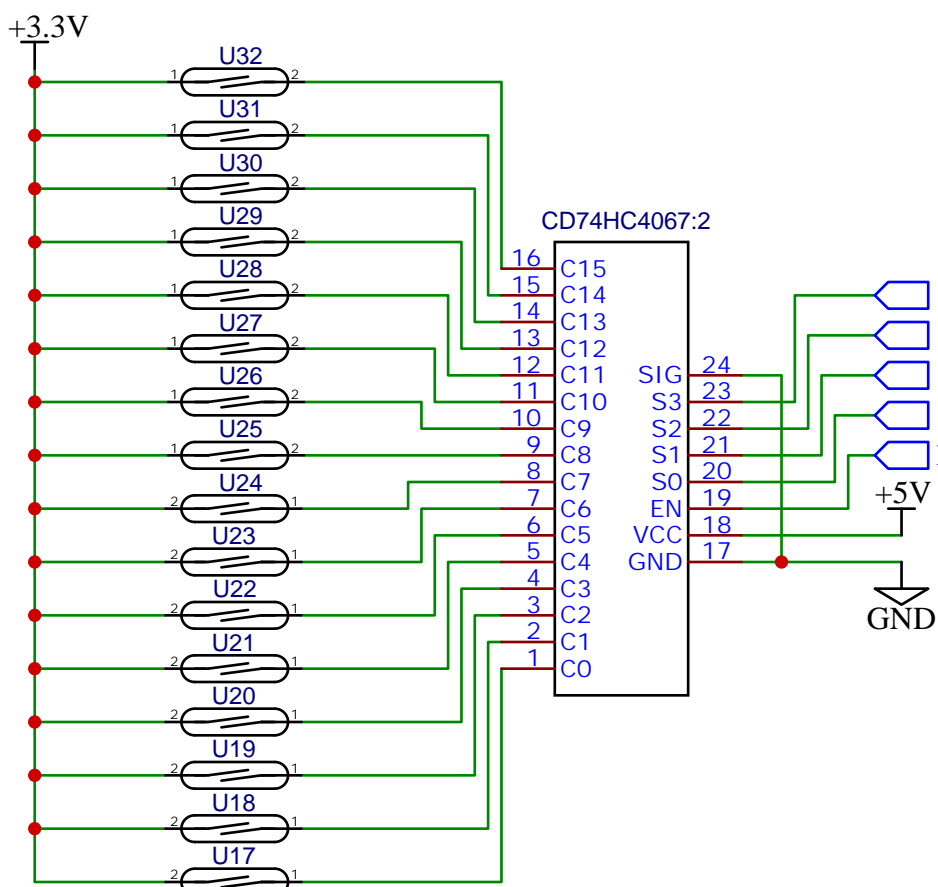 +3.3V
U32
1 2
U31
1 2
U30
1 2
U29
1 2
U28
1 2
U27
1 2
U26
1 2
U25
1 2
U24
2 1
U23
2 1
U22
2 1
U21
2 1
U20
2 1
U19
2 1
U18
2 1
U17
2 1
CD74HC4067:2
16 C15
15 C14
14 C13
13 C12
12 C11
11 C10
10 C9
9 C8
8 C7
7 C6
6 C5
5 C4
4 C3
3 C2
2 C1
1 C0
SIG 24
S3 23
S2 22
S1 21
S0 20
EN 19
VCC 18
GND 17
+5V
GND